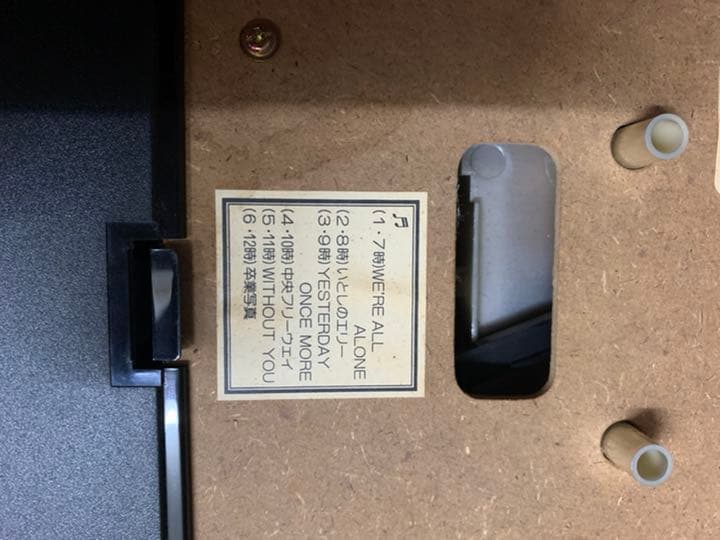 ♬
(1・7時)WE'RE ALL
ALONE
(2・8時)いとしのエリー
(3・9時)YESTERDAY
ONCE MORE
(4・10時)中央フリーウェイ
(5・11時)WITHOUT YOU
(6・12時)卒業写真